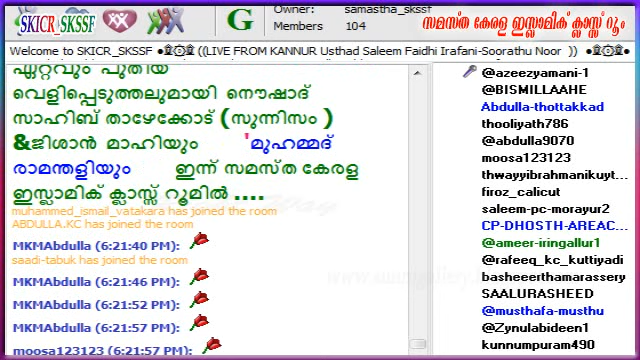 SKICR_SKSSF
G
Owner: samastha_skssf
Members 104
സമസ്ത കേരള ഇസ്ലാമിക് ക്ലാസ്സ് റൂം
Welcome to SKICR_SKSSF ●۩۞۩ ((LIVE FROM KANNUR Usthad Saleem Faidhi Irafani-Soorathu Noor )) ●۩۞۩
ഏറ്റവും പുതിയ
വെളിപ്പെടുത്തലുമായി നൌഷാദ്
സാഹിബ് താഴേക്കോട് (സുന്നിസം )
&ജിശാൻ മാഹിയും 'മുഹമ്മദ്
രാമന്തളിയും ഇന്ന് സമസ്ത കേരള
ഇസ്ലാമിക് ക്ലാസ്സ് റൂമിൽ ....
muhammed_ismail_vatakara has joined the room
ABDULLA.KC has joined the room
MKMAbdulla (6:21:40 PM):
saadi-tabuk has joined the room
MKMAbdulla (6:21:46 PM):
MKMAbdulla (6:21:52 PM):
MKMAbdulla (6:21:57 PM):
moosa123123 (6:21:57 PM):
@azeezyamani-1
@BISMILLAAHE
Abdulla-thottakkad
thooliyath786
@abdulla9070
moosa123123
thwayyibrahmanikuyt...
firoz_calicut
saleem-pc-morayur2
CP-DHOSTH-AREAC...
@ameer-iringallur1
@rafeeq_kc_kuttiyadi
basheeerthamarassery
SAALURASHEED
@musthafa-musthu
@Zynulabideen1
kunnumpuram490